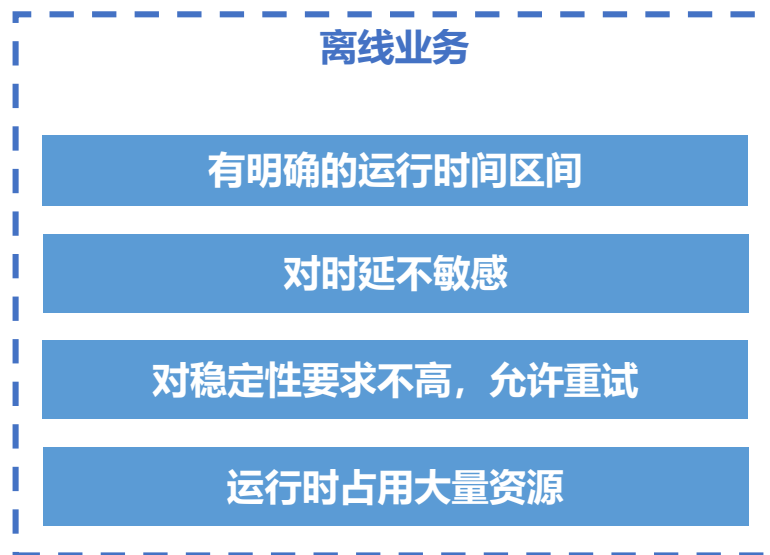 离线业务
有明确的运行时间区间
对时延不敏感
对稳定性要求不高，允许重试
运行时占用大量资源